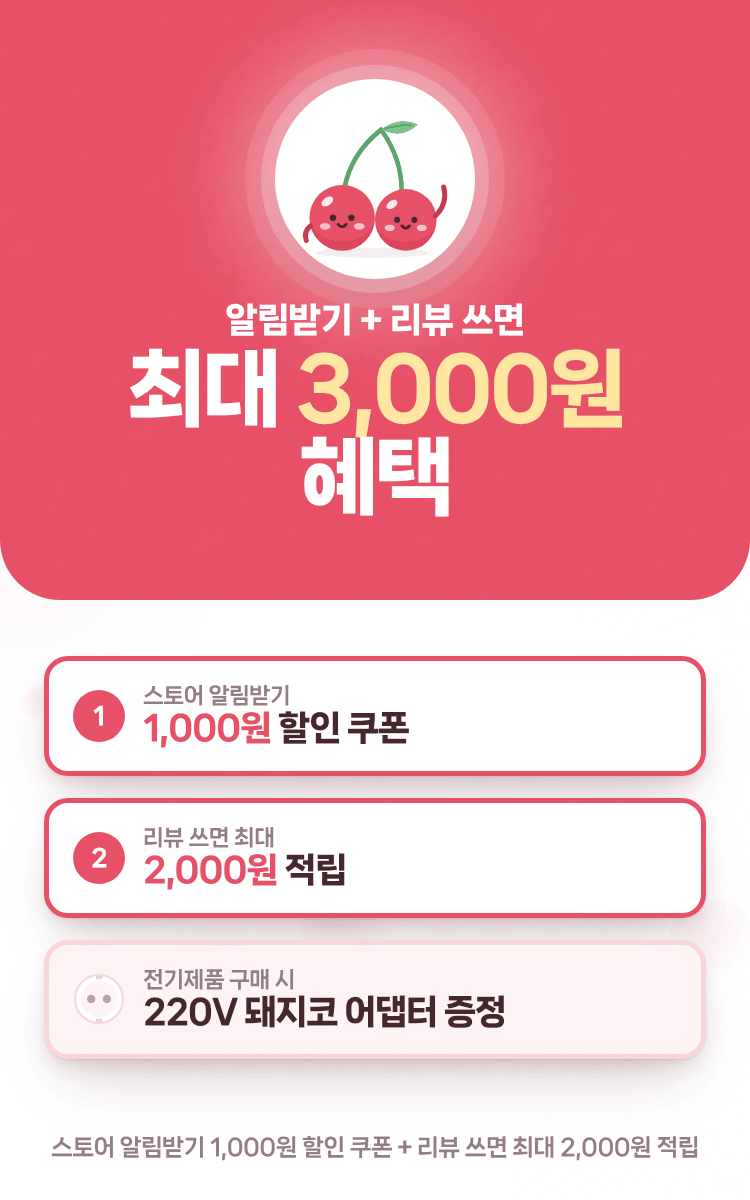 알림받기 + 리뷰 쓰면
최대 3,000원
혜택
1
스토어 알림받기
1,000원 할인 쿠폰
2
리뷰 쓰면 최대
2,000원 적립
전기제품 구매 시
220V 돼지코 어댑터 증정
스토어 알림받기 1,000원 할인 쿠폰 + 리뷰 쓰면 최대 2,000원 적립